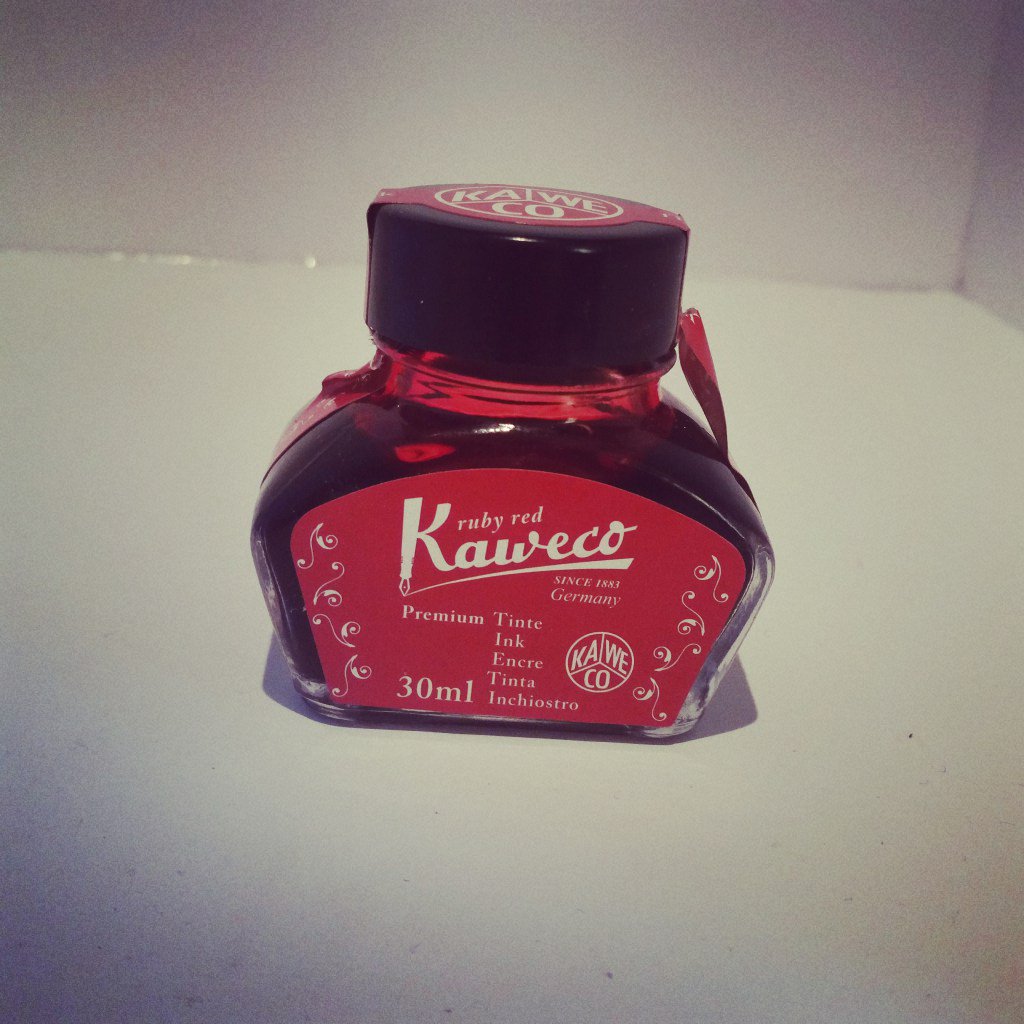 KAWE
CO
ruby red
Kaweco
SINCE 1883
Germany
Premium Tinte
Ink
Encre
Tinta
30ml Inchiostro
KAWE
CO